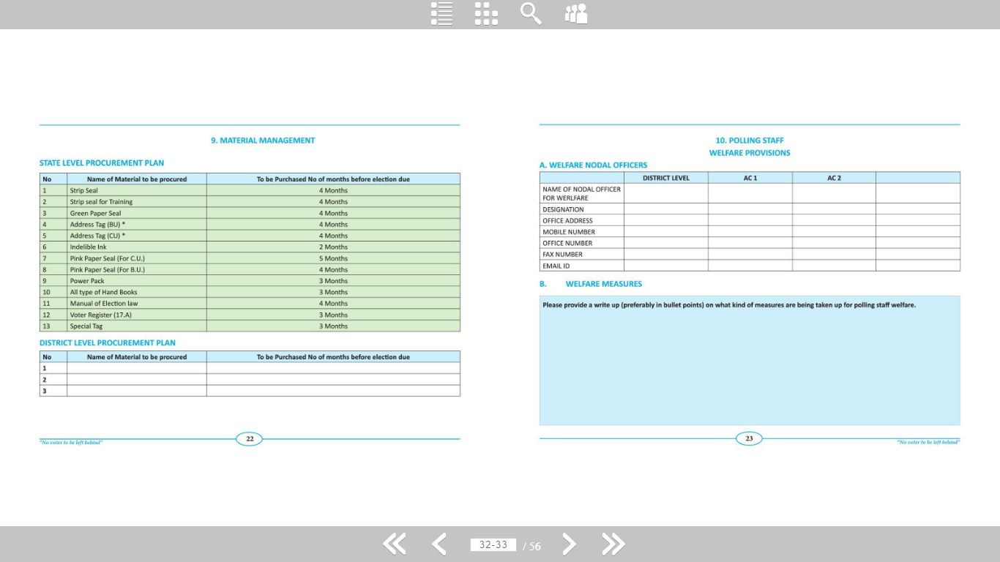 9. MATERIAL MANAGEMENT
STATE LEVEL PROCUREMENT PLAN
No Name of Material to be procured To be Purchased No of months before election due
1 Strip Seal 4 Months
2 Strip seal for Training 4 Months
3 Green Paper Seal 4 Months
4 Address Tag (BU) * 4 Months
5 Address Tag (CU) * 4 Months
6 Indelible Ink 2 Months
7 Pink Paper Seal (For C.U.) 5 Months
8 Pink Paper Seal (For B.U.) 4 Months
9 Power Pack 3 Months
10 All type of Hand Books 3 Months
11 Manual of Election law 4 Months
12 Voter Register (17.A) 3 Months
13 Special Tag 3 Months
DISTRICT LEVEL PROCUREMENT PLAN
No Name of Material to be procured To be Purchased No of months before election due
1
2
3
"No voter to be left behind" 22
10. POLLING STAFF
WELFARE PROVISIONS
A. WELFARE NODAL OFFICERS
DISTRICT LEVEL AC 1 AC 2
NAME OF NODAL OFFICER
FOR WERLFARE
DESIGNATION
OFFICE ADDRESS
MOBILE NUMBER
OFFICE NUMBER
FAX NUMBER
EMAIL ID
B. WELFARE MEASURES
Please provide a write up (preferably in bullet points) on what kind of measures are being taken up for polling staff welfare.
23 "No voter to be left behind"
32-33 / 56